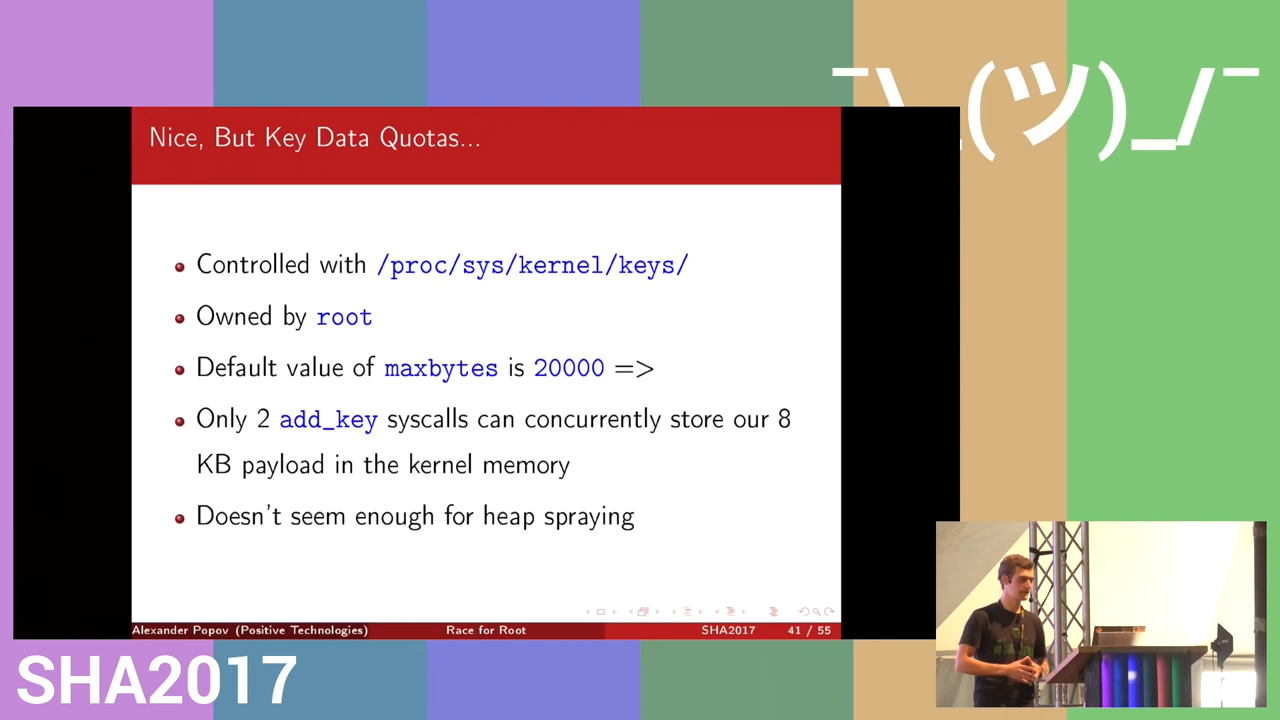 ¯\_(ツ)_/¯
Nice, But Key Data Quotas...
Controlled with /proc/sys/kernel/keys/
Owned by root
Default value of maxbytes is 20000 =>
Only 2 add_key syscalls can concurrently store our 8
KB payload in the kernel memory
Doesn't seem enough for heap spraying
Alexander Popov (Positive Technologies) Race for Root SHA2017 41 / 55
SHA2017